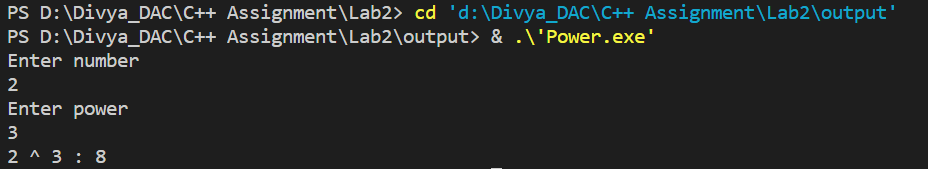 PS D:\Divya_DAC\C++ Assignment\Lab2> cd 'd:\Divya_DAC\C++ Assignment\Lab2\output'
PS D:\Divya_DAC\C++ Assignment\Lab2\output> & .\'Power.exe'
Enter number
2
Enter power
3
2 ^ 3 : 8